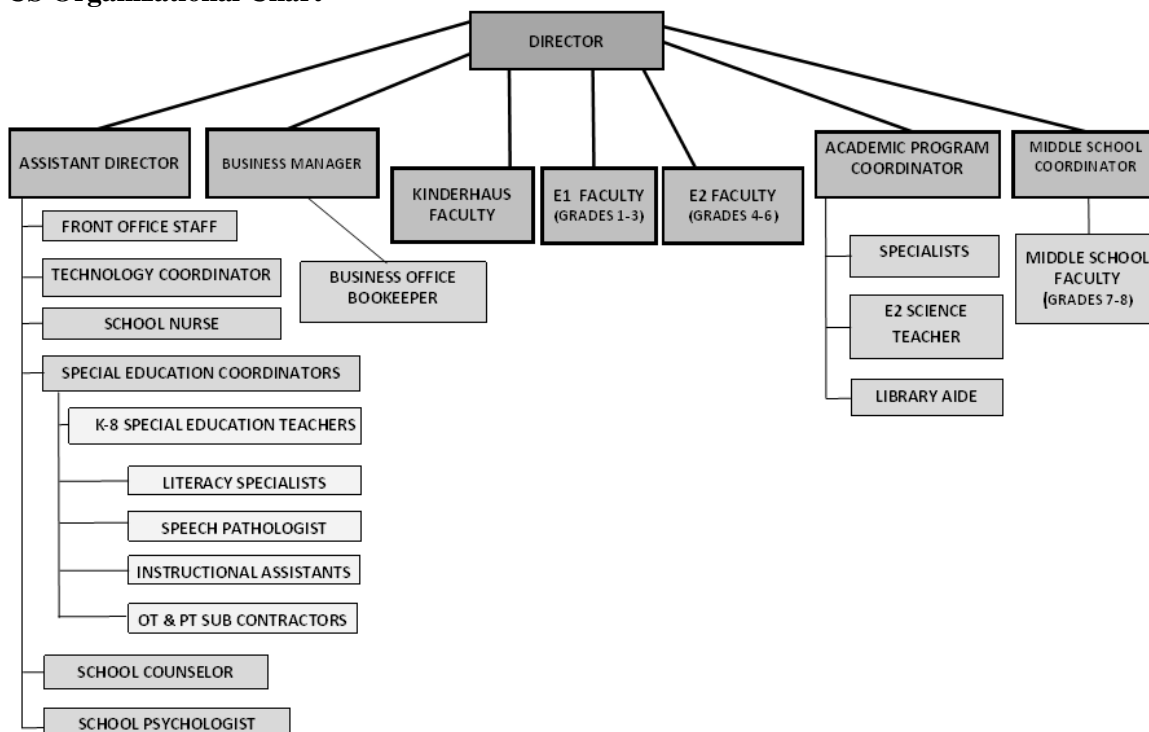 DIRECTOR
ASSISTANT DIRECTOR
BUSINESS MANAGER
KINDERHAUS
FACULTY
E1 FACULTY
(GRADES 1-3)
E2 FACULTY
(GRADES 4-6)
ACADEMIC PROGRAM
COORDINATOR
MIDDLE SCHOOL
COORDINATOR
FRONT OFFICE STAFF
TECHNOLOGY COORDINATOR
SCHOOL NURSE
SPECIAL EDUCATION COORDINATORS
K-8 SPECIAL EDUCATION TEACHERS
LITERACY SPECIALISTS
SPEECH PATHOLOGIST
INSTRUCTIONAL ASSISTANTS
OT & PT SUB CONTRACTORS
SCHOOL COUNSELOR
SCHOOL PSYCHOLOGIST
BUSINESS OFFICE
BOOKEEPER
SPECIALISTS
E2 SCIENCE
TEACHER
LIBRARY AIDE
MIDDLE SCHOOL
FACULTY
(GRADES 7-8)